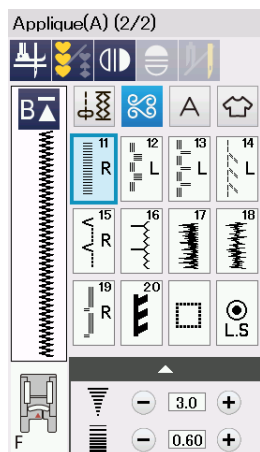 Applique(A) (2/2)
B A
11 R 12 L 13 L 14 L
15 R 16 17 18
19 R 20 L.S
3.0
F 0.60